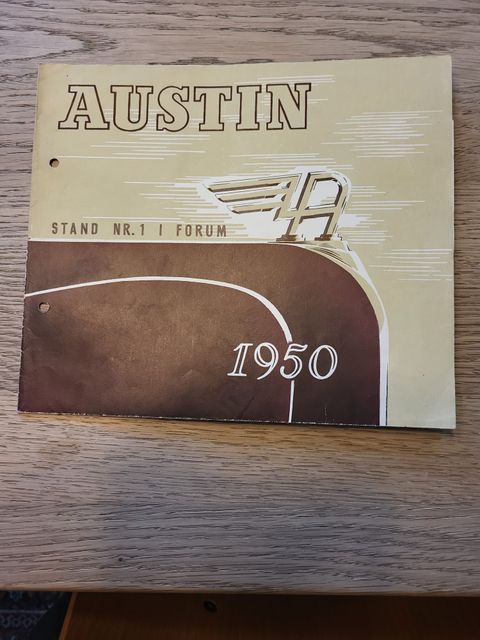 AUSTIN
STAND NR. 1 I FORUM
1950